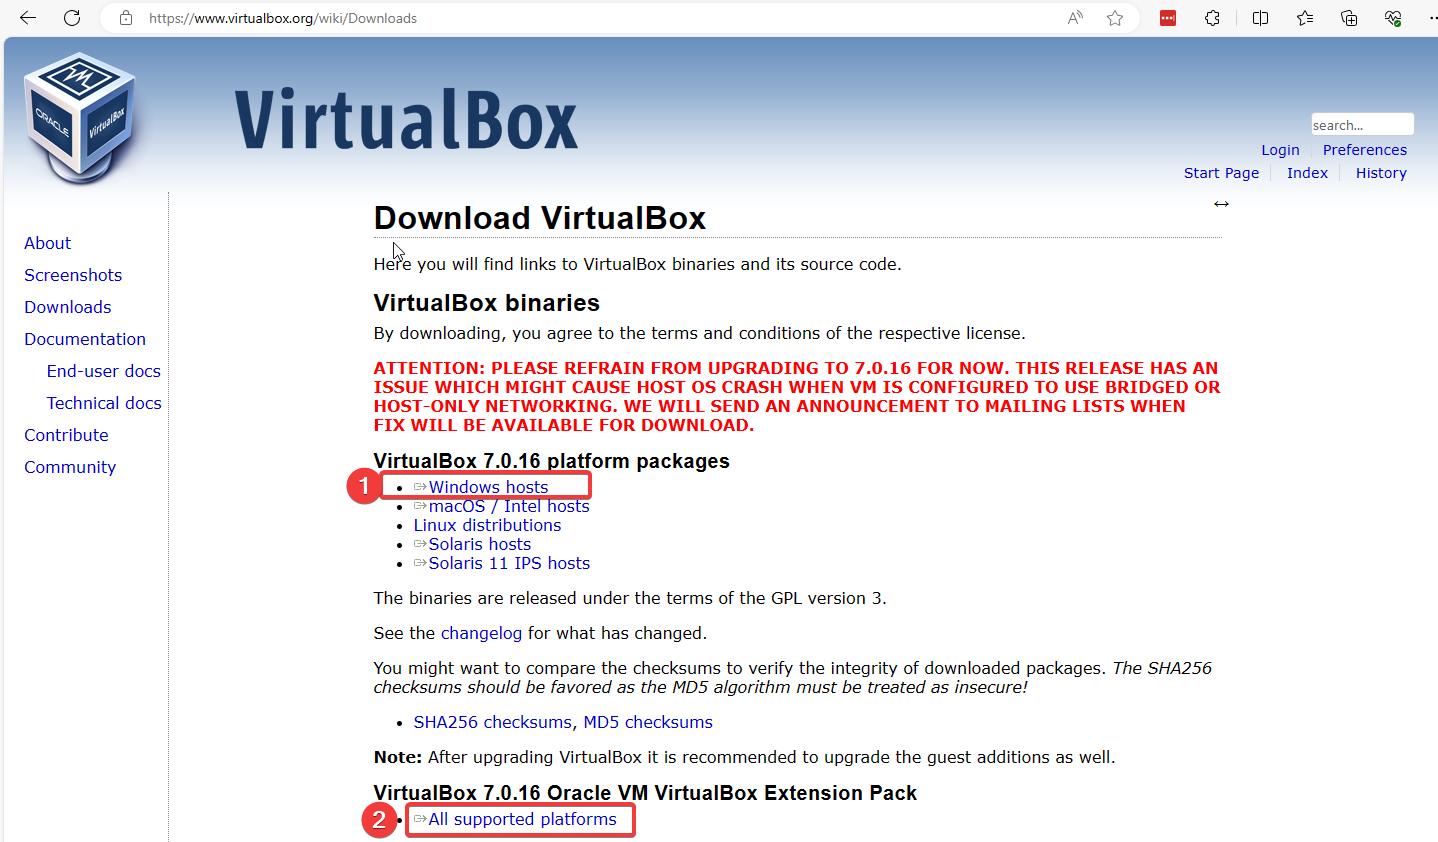 https://www.virtualbox.org/wiki/Downloads
ORACLE
VirtualBox
VirtualBox
search...
Login
Preferences
Start Page
Index
History
About
Screenshots
Downloads
Documentation
End-user docs
Technical docs
Contribute
Community
Download VirtualBox
Here you will find links to VirtualBox binaries and its source code.
VirtualBox binaries
By downloading, you agree to the terms and conditions of the respective license.
ATTENTION: PLEASE REFRAIN FROM UPGRADING TO 7.0.16 FOR NOW. THIS RELEASE HAS AN
ISSUE WHICH MIGHT CAUSE HOST OS CRASH WHEN VM IS CONFIGURED TO USE BRIDGED OR
HOST-ONLY NETWORKING. WE WILL SEND AN ANNOUNCEMENT TO MAILING LISTS WHEN
FIX WILL BE AVAILABLE FOR DOWNLOAD.
VirtualBox 7.0.16 platform packages
1
Windows hosts
macOS / Intel hosts
Linux distributions
Solaris hosts
Solaris 11 IPS hosts
The binaries are released under the terms of the GPL version 3.
See the changelog for what has changed.
You might want to compare the checksums to verify the integrity of downloaded packages. The SHA256
checksums should be favored as the MD5 algorithm must be treated as insecure!
SHA256 checksums, MD5 checksums
Note: After upgrading VirtualBox it is recommended to upgrade the guest additions as well.
VirtualBox 7.0.16 Oracle VM VirtualBox Extension Pack
2
All supported platforms